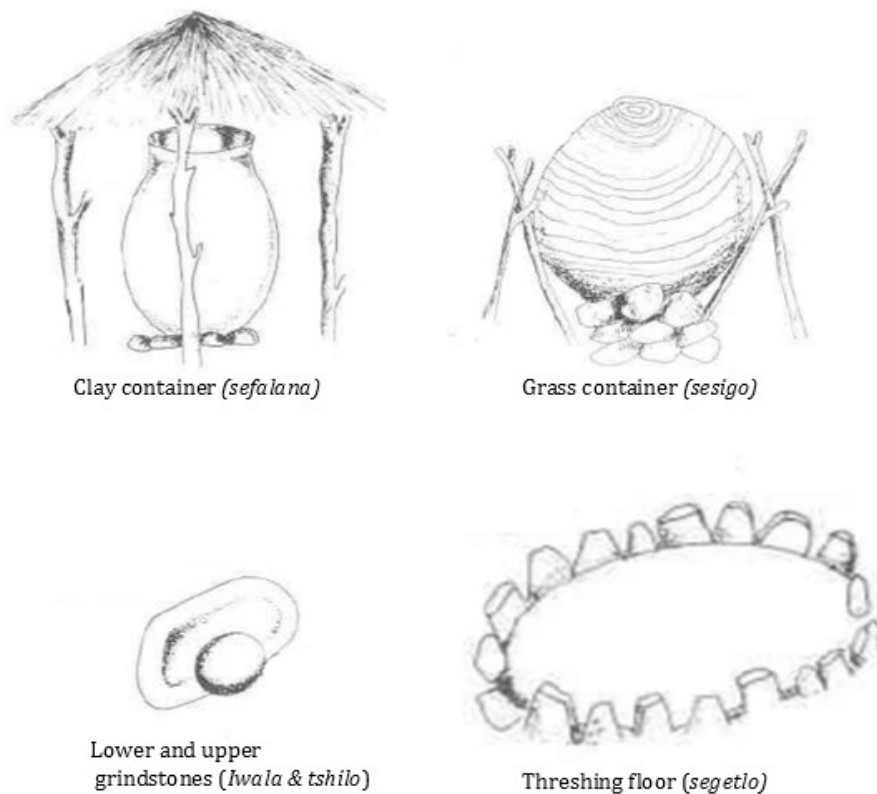 Clay container (sefalana)
Grass container (sesigo)
Lower and upper
grindstones (lwala & tshilo)
Threshing floor (segetlo)